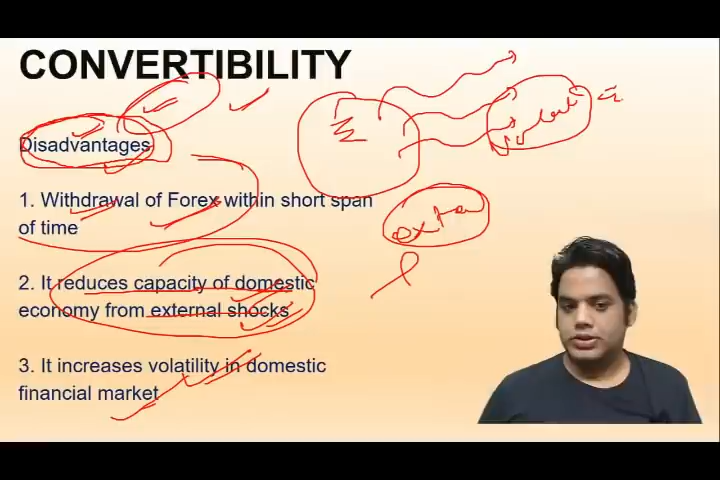 CONVERTIBILITY
Disadvantages
1. Withdrawal of Forex within short span
of time
2. It reduces capacity of domestic
economy from external shocks
3. It increases volatility in domestic
financial market